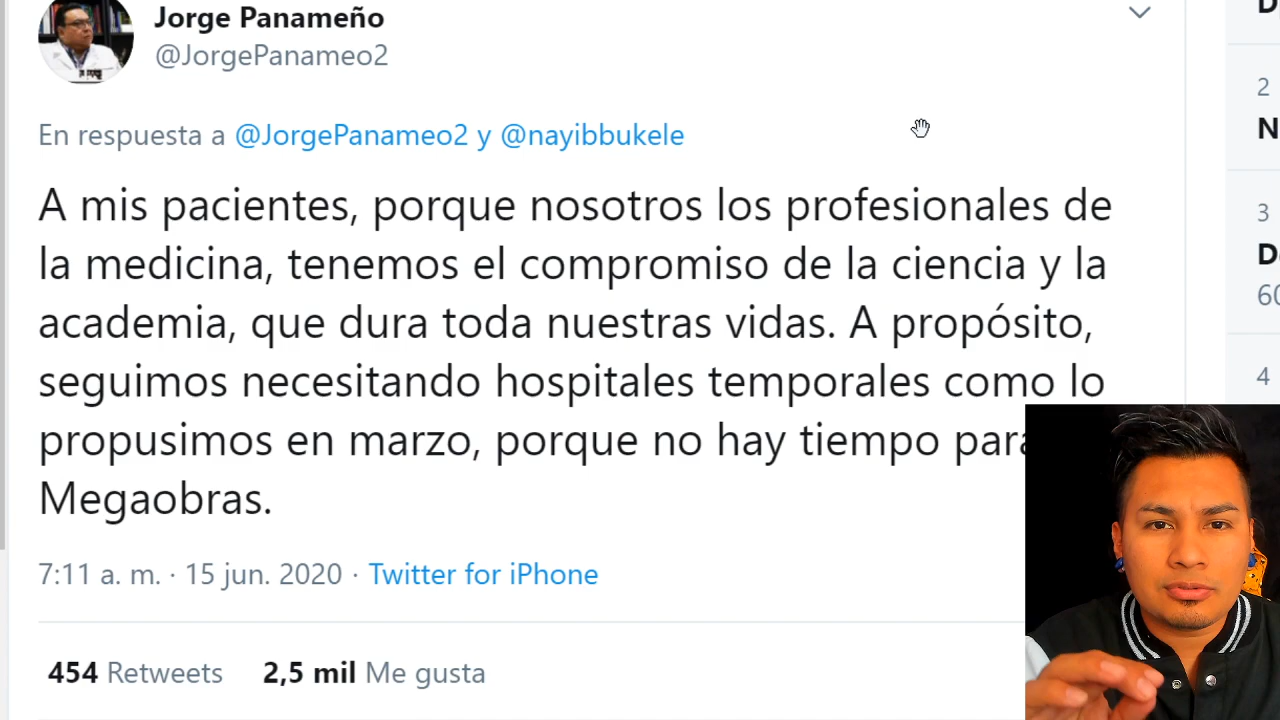 Jorge Panameño
@JorgePanameo2
En respuesta a @JorgePanameo2 y @nayibbukele
A mis pacientes, porque nosotros los profesionales de
la medicina, tenemos el compromiso de la ciencia y la
academia, que dura toda nuestras vidas. A propósito,
seguimos necesitando hospitales temporales como lo
propusimos en marzo, porque no hay tiempo para
Megaobras.
7:11 a. m. · 15 jun. 2020 · Twitter for iPhone
454 Retweets 2,5 mil Me gusta
2
3
4